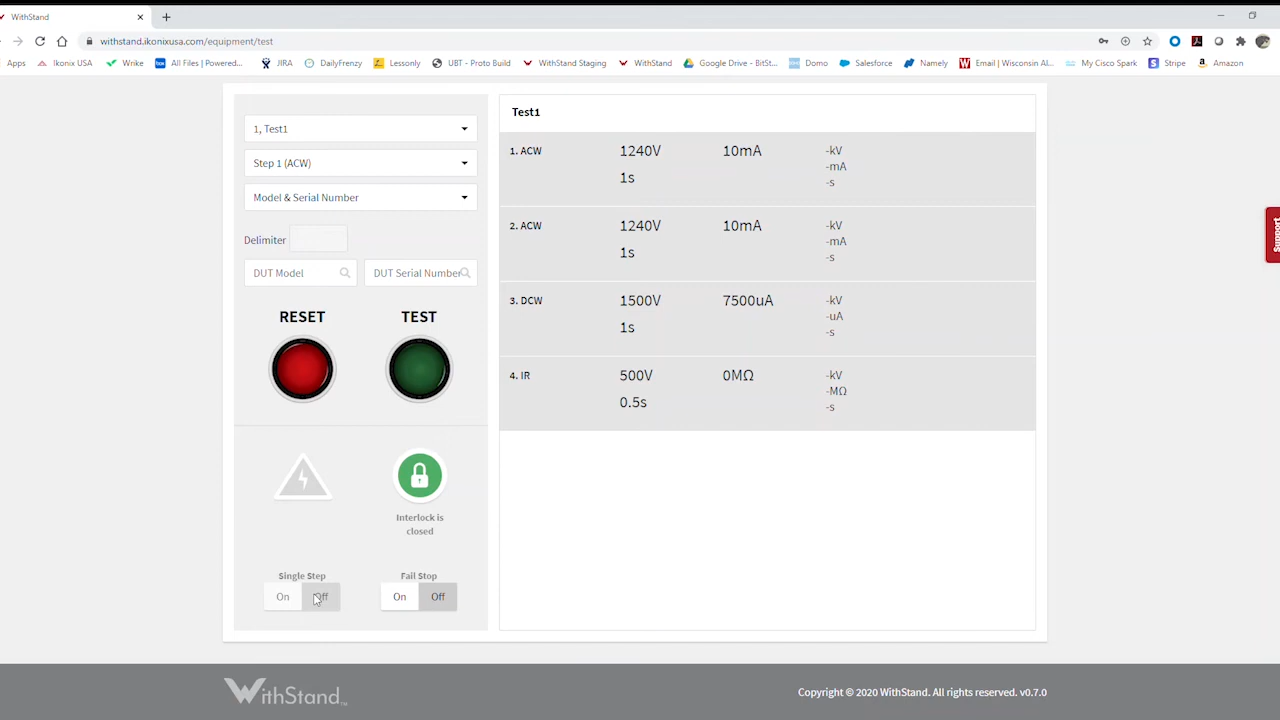 WithStand
withstand.ikonixusa.com/equipment/test
Apps Ikonix USA Wrike All Files | Powered... JIRA DailyFrenzy Lessonly UBT - Proto Build WithStand Staging WithStand Google Drive - BitSt... Domo Salesforce Namely Email | Wisconsin Al... My Cisco Spark Stripe Amazon
1, Test1
Step 1 (ACW)
Model & Serial Number
Delimiter
DUT Model
DUT Serial Number
RESET
TEST
Interlock is
closed
Single Step
On Off
Fail Stop
On Off
Test1
1. ACW 1240V 10mA -kV
-mA
1s
-s
2. ACW 1240V 10mA -kV
-mA
1s
-s
3. DCW 1500V 7500uA -kV
-uA
1s
-s
4. IR 500V 0MΩ -kV
-MΩ
0.5s
-s
Support
WithStand™
Copyright © 2020 WithStand. All rights reserved. v0.7.0